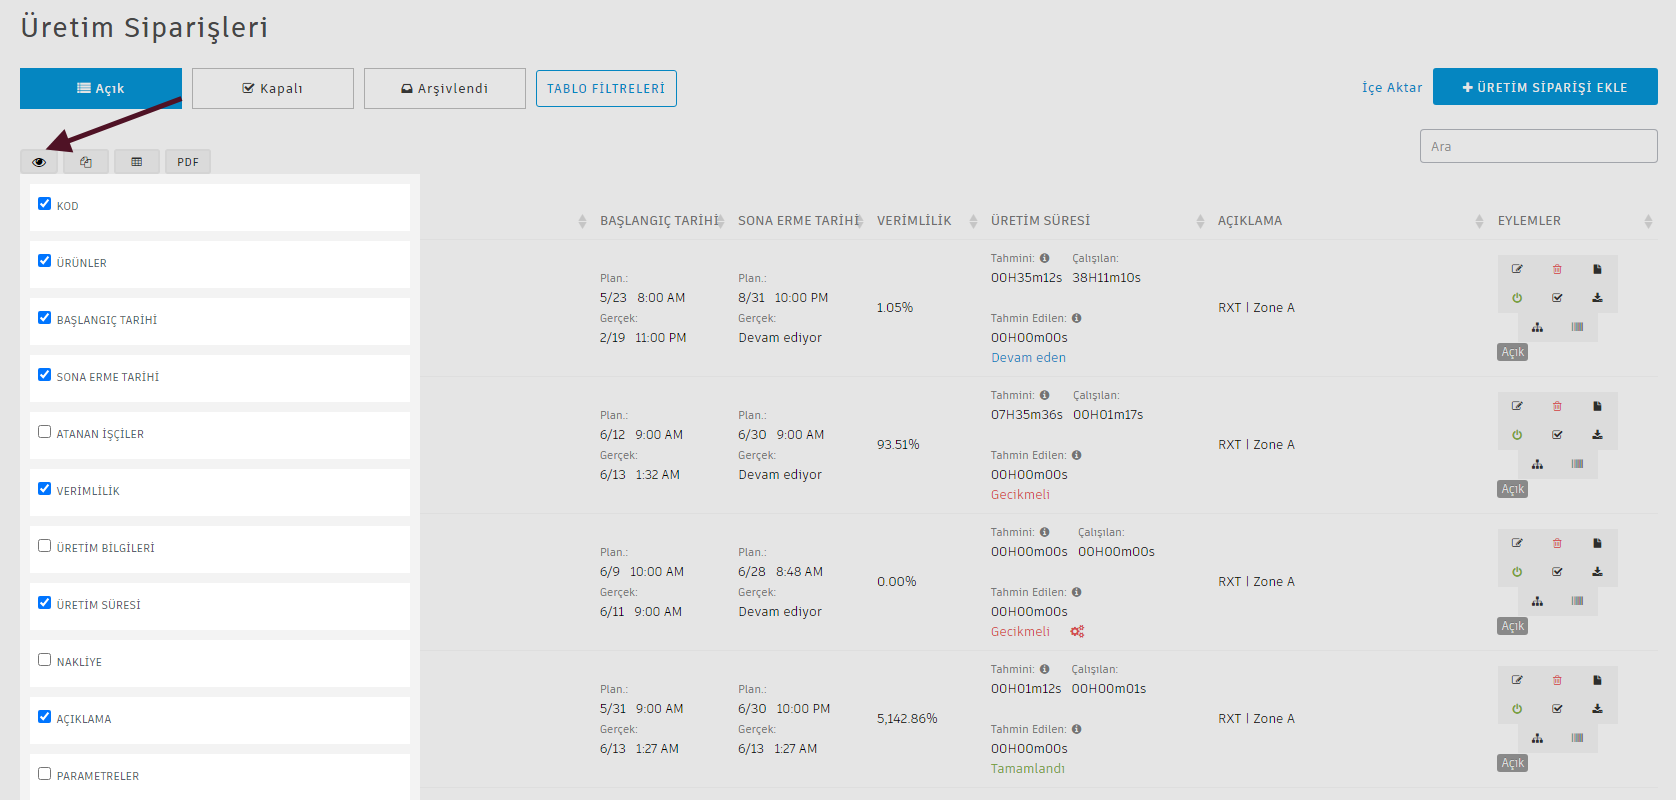 Üretim Siparişleri
Açık
Kapalı
Arşivlendi
TABLO FİLTRELERİ
İçe Aktar
+ ÜRETİM SİPARİŞİ EKLE
Ara
PDF
KOD
ÜRÜNLER
BAŞLANGIÇ TARİHİ
SONA ERME TARİHİ
ATANAN İŞÇİLER
VERİMLİLİK
ÜRETİM BİLGİLERİ
ÜRETİM SÜRESİ
NAKLİYE
AÇIKLAMA
PARAMETRELER
BAŞLANGIÇ TARİHİ SONA ERME TARİHİ VERİMLİLİK ÜRETİM SÜRESİ AÇIKLAMA EYLEMLER
Plan.:
5/23 8:00 AM
Gerçek:
2/19 11:00 PM
Plan.:
8/31 10:00 PM
Gerçek:
Devam ediyor
1.05%
Tahmini: Çalışılan:
00H35m12s 38H11m10s
Tahmin Edilen:
00H00m00s
Devam eden
RXT | Zone A
Açık
Plan.:
6/12 9:00 AM
Gerçek:
6/13 1:32 AM
Plan.:
6/30 9:00 AM
Gerçek:
Devam ediyor
93.51%
Tahmini: Çalışılan:
07H35m36s 00H01m17s
Tahmin Edilen:
00H00m00s
Gecikmeli
RXT | Zone A
Açık
Plan.:
6/9 10:00 AM
Gerçek:
6/11 9:00 AM
Plan.:
6/28 8:48 AM
Gerçek:
Devam ediyor
0.00%
Tahmini: Çalışılan:
00H00m00s 00H00m00s
Tahmin Edilen:
00H00m00s
Gecikmeli
RXT | Zone A
Açık
Plan.:
5/31 9:00 AM
Gerçek:
6/13 1:27 AM
Plan.:
6/30 10:00 PM
Gerçek:
6/13 1:27 AM
5,142.86%
Tahmini: Çalışılan:
00H01m12s 00H00m01s
Tahmin Edilen:
00H00m00s
Tamamlandı
RXT | Zone A
Açık